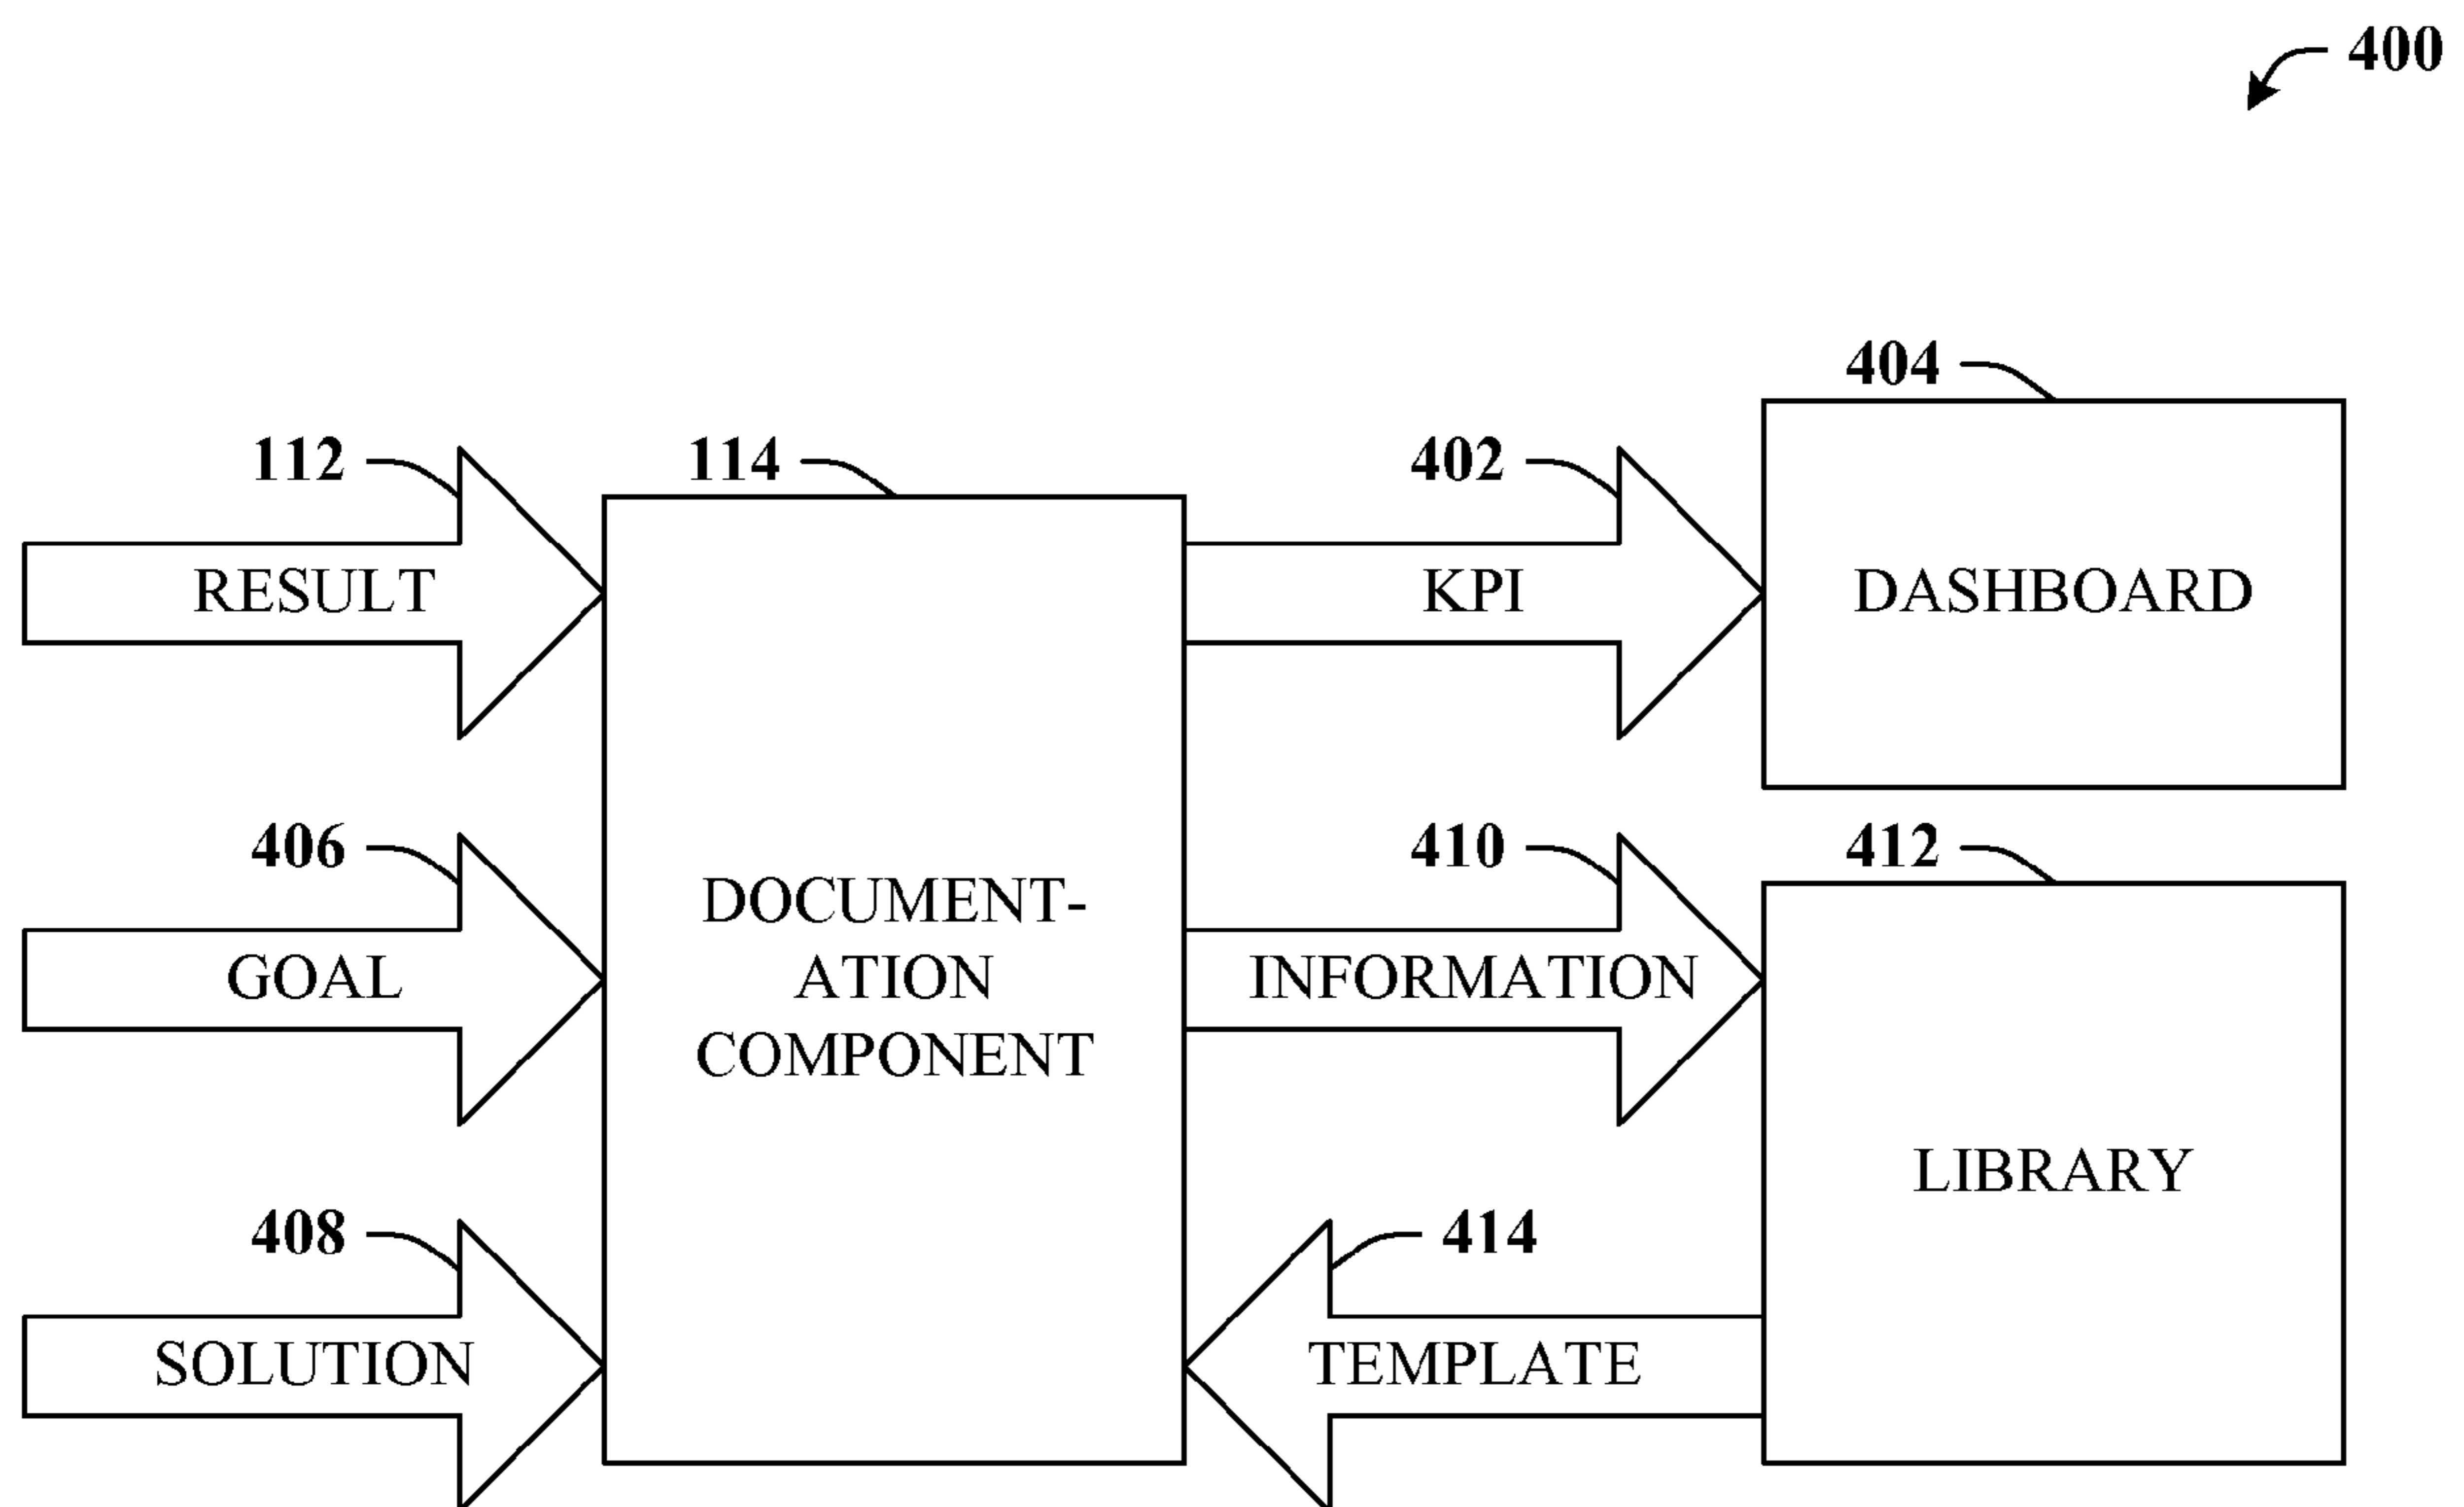 400
404
112
114
402
RESULT
KPI
DASHBOARD
406
410
412
DOCUMENT-
ATION
COMPONENT
GOAL
INFORMATION
LIBRARY
408
414
SOLUTION
TEMPLATE